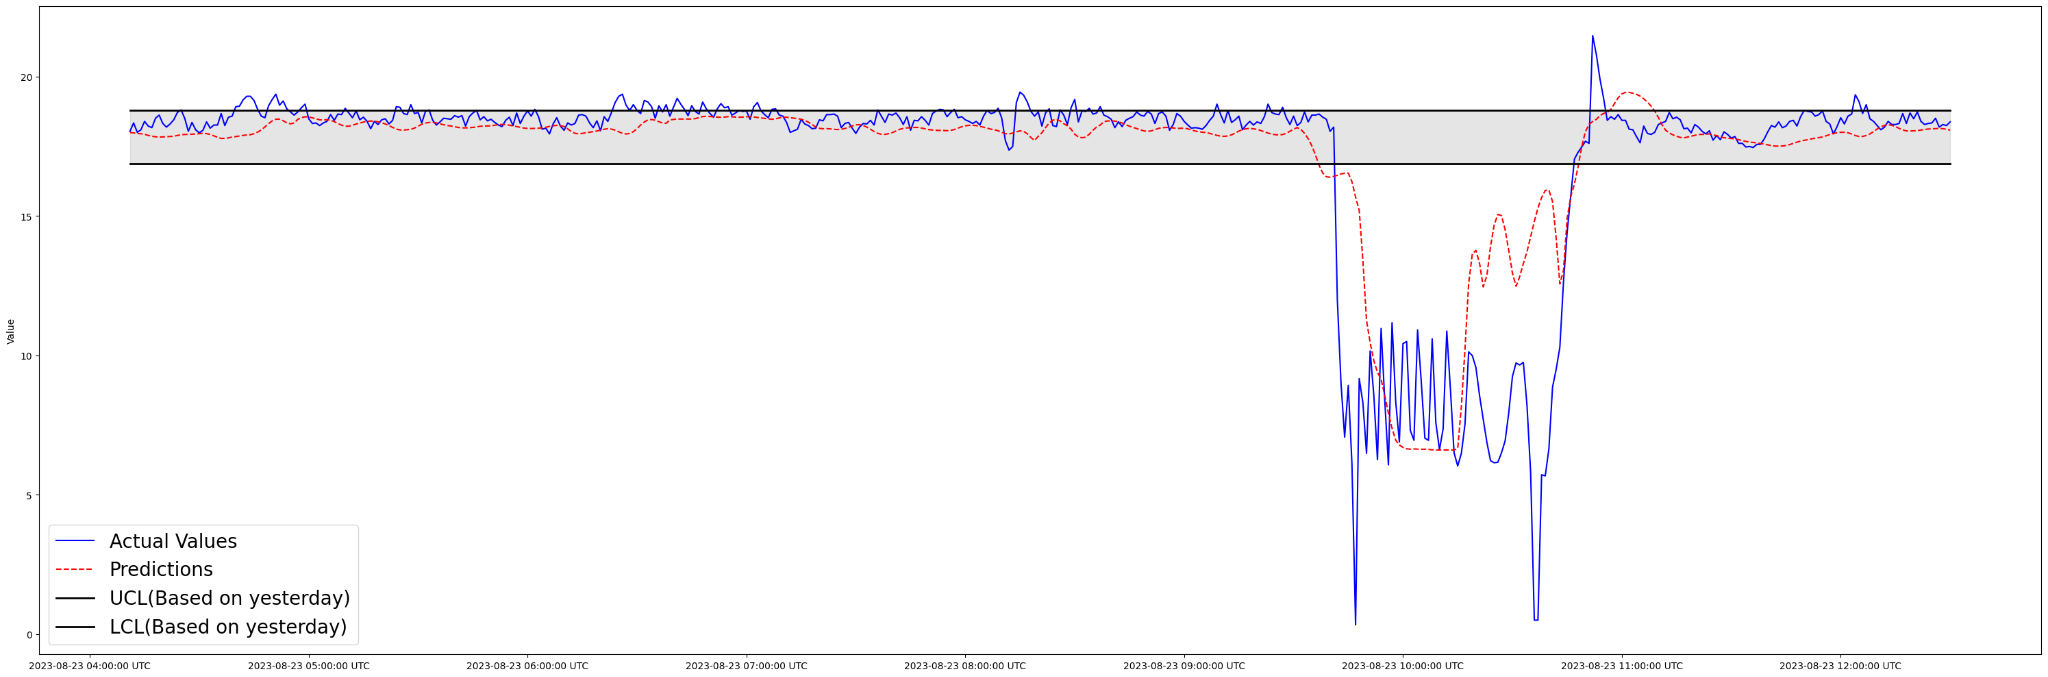 20
15
10
5
0
Value
Actual Values
Predictions
UCL(Based on yesterday)
LCL(Based on yesterday)
2023-08-23 04:00:00 UTC
2023-08-23 05:00:00 UTC
2023-08-23 06:00:00 UTC
2023-08-23 07:00:00 UTC
2023-08-23 08:00:00 UTC
2023-08-23 09:00:00 UTC
2023-08-23 10:00:00 UTC
2023-08-23 11:00:00 UTC
2023-08-23 12:00:00 UTC